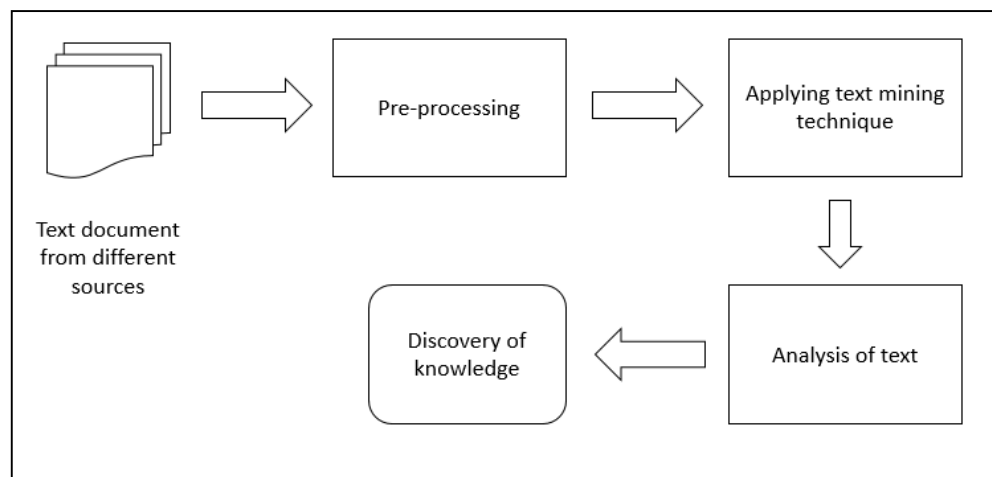 Pre-processing
Applying text mining
technique
Text document
from different
sources
Discovery of
knowledge
Analysis of text